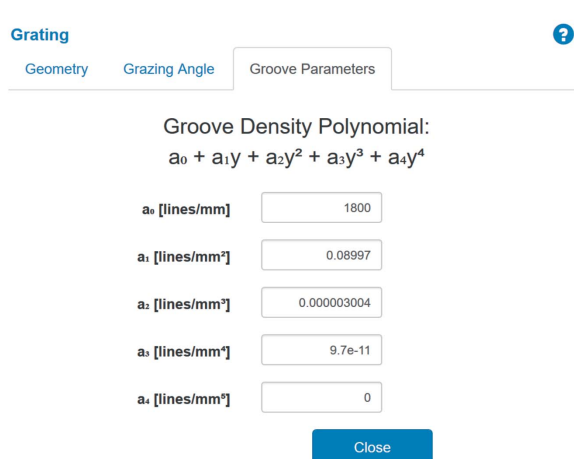 Grating
?
Geometry Grazing Angle Groove Parameters
Groove Density Polynomial:
a₀ + a₁y + a₂y² + a₃y³ + a₄y⁴
a₀ [lines/mm] 1800
a₁ [lines/mm²] 0.08997
a₂ [lines/mm³] 0.000003004
a₃ [lines/mm⁴] 9.7e-11
a₄ [lines/mm⁵] 0
Close